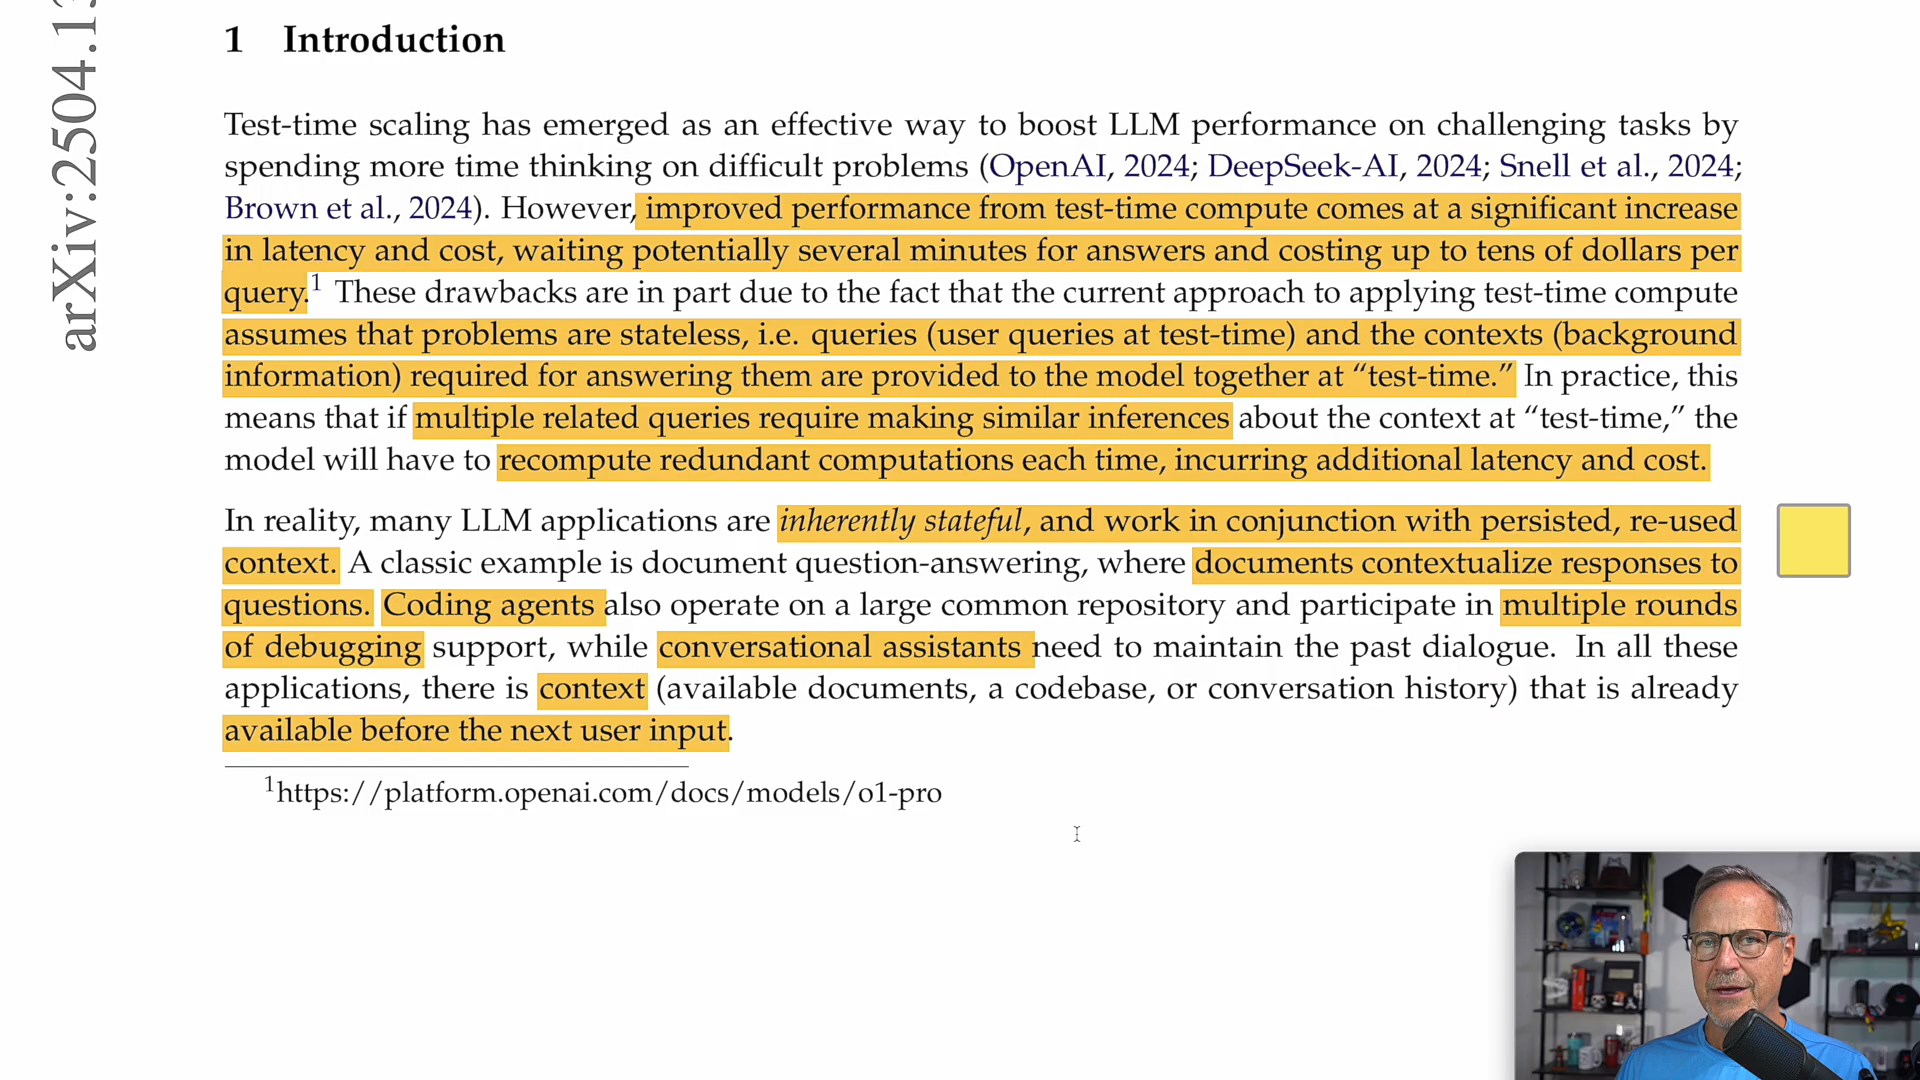 arXiv:2504.13
1 Introduction
Test-time scaling has emerged as an effective way to boost LLM performance on challenging tasks by
spending more time thinking on difficult problems (OpenAI, 2024; DeepSeek-AI, 2024; Snell et al., 2024;
Brown et al., 2024). However, improved performance from test-time compute comes at a significant increase
in latency and cost, waiting potentially several minutes for answers and costing up to tens of dollars per
query.1 These drawbacks are in part due to the fact that the current approach to applying test-time compute
assumes that problems are stateless, i.e. queries (user queries at test-time) and the contexts (background
information) required for answering them are provided to the model together at “test-time.” In practice, this
means that if multiple related queries require making similar inferences about the context at “test-time,” the
model will have to recompute redundant computations each time, incurring additional latency and cost.
In reality, many LLM applications are inherently stateful, and work in conjunction with persisted, re-used
context. A classic example is document question-answering, where documents contextualize responses to
questions. Coding agents also operate on a large common repository and participate in multiple rounds
of debugging support, while conversational assistants need to maintain the past dialogue. In all these
applications, there is context (available documents, a codebase, or conversation history) that is already
available before the next user input.
1https://platform.openai.com/docs/models/o1-pro